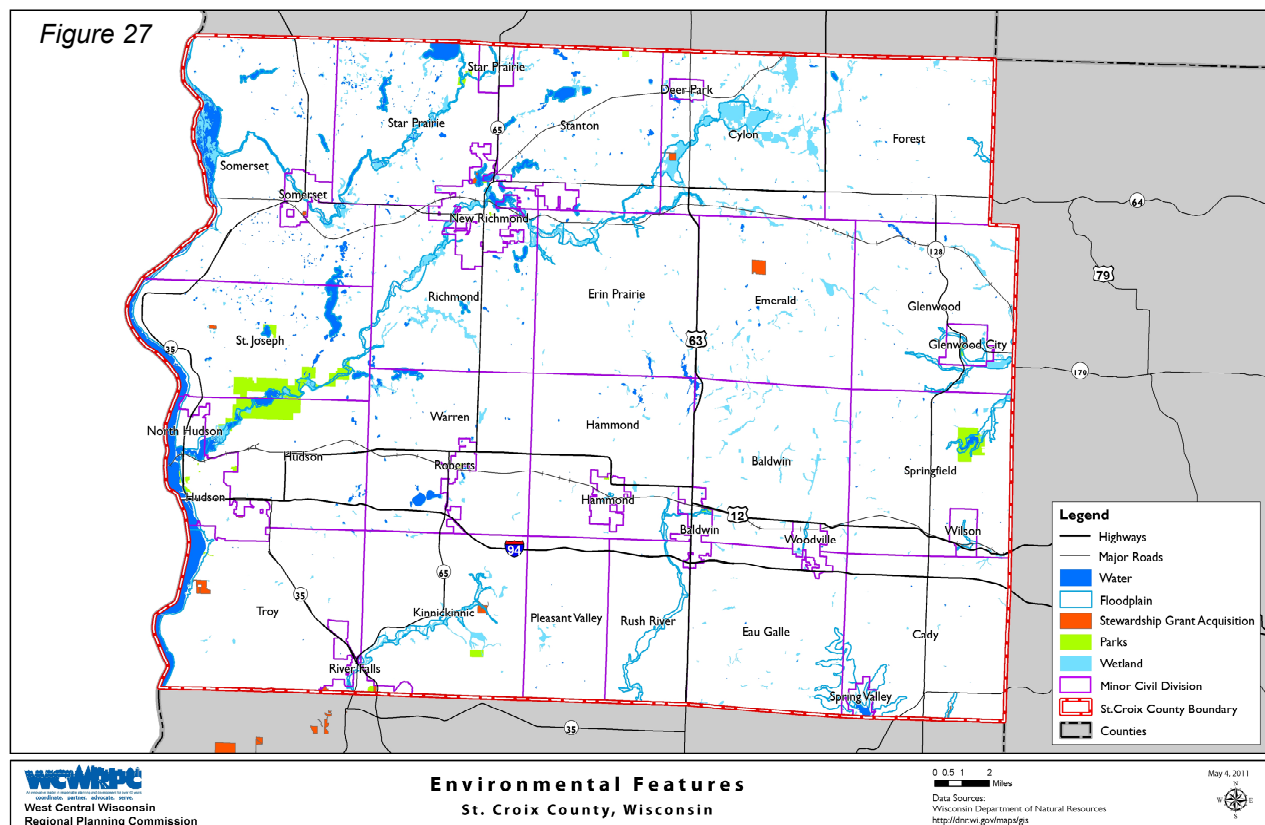 Figure 27
Star Prairie
Deer Park
Star Prairie
65
Stanton
Cylon
Forest
Somerset
Somerset
64
New Richmond
128
79
Richmond
Erin Prairie
Emerald
Glenwood
St. Joseph
63
Glenwood City
35
170
Warren
Hammond
North Hudson
Hudson
Roberts
Baldwin
Springfield
Hudson
Hammond
12
Baldwin
Woodville
Wilson
94
65
35
Troy
Kinnickinnic
Pleasant Valley
Rush River
Eau Galle
Cady
River Falls
Spring Valley
35
Legend
Highways
Major Roads
Water
Floodplain
Stewardship Grant Acquisition
Parks
Wetland
Minor Civil Division
St.Croix County Boundary
Counties
WCWRPC
coordinate. partner. advocate. serve.
West Central Wisconsin
Regional Planning Commission
Environmental Features
St. Croix County, Wisconsin
0 0.5 1 2
Miles
Data Sources:
Wisconsin Department of Natural Resources
http://dnr.wi.gov/maps/gis
May 4, 2011
N
W E
S